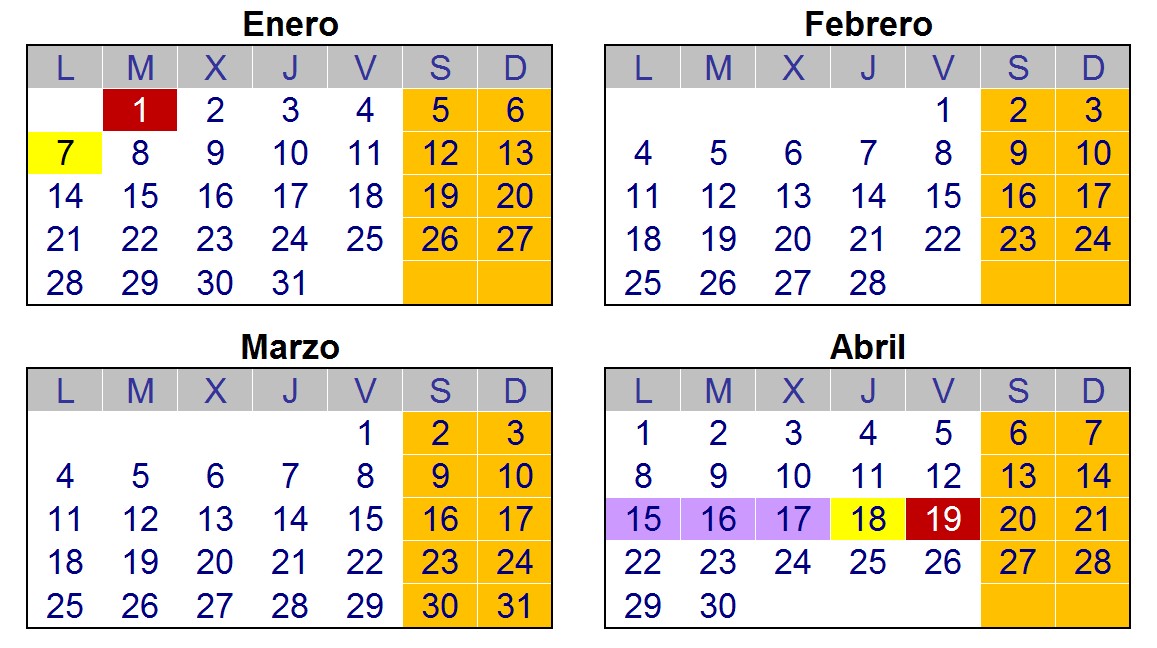 Enero
L M X J V S D
1 2 3 4 5 6
7 8 9 10 11 12 13
14 15 16 17 18 19 20
21 22 23 24 25 26 27
28 29 30 31
Febrero
L M X J V S D
1 2 3
4 5 6 7 8 9 10
11 12 13 14 15 16 17
18 19 20 21 22 23 24
25 26 27 28
Marzo
L M X J V S D
1 2 3
4 5 6 7 8 9 10
11 12 13 14 15 16 17
18 19 20 21 22 23 24
25 26 27 28 29 30 31
Abril
L M X J V S D
1 2 3 4 5 6 7
8 9 10 11 12 13 14
15 16 17 18 19 20 21
22 23 24 25 26 27 28
29 30